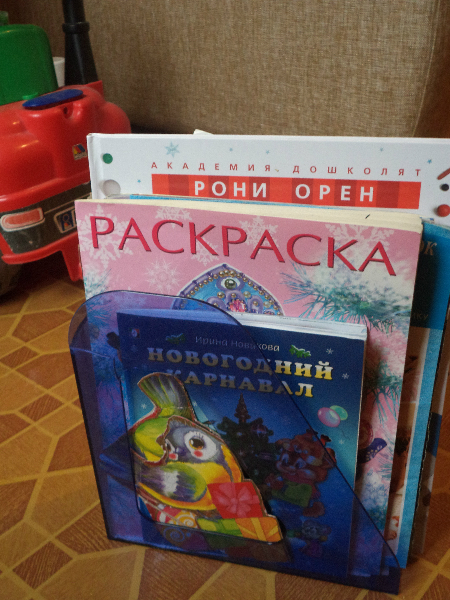 АКАДЕМИЯ ДОШКОЛЯТ
РОНИ ОРЕН
РАСКРАСКА
Ирина Новикова
НОВОГОДНИЙ
КАРНАВАЛ